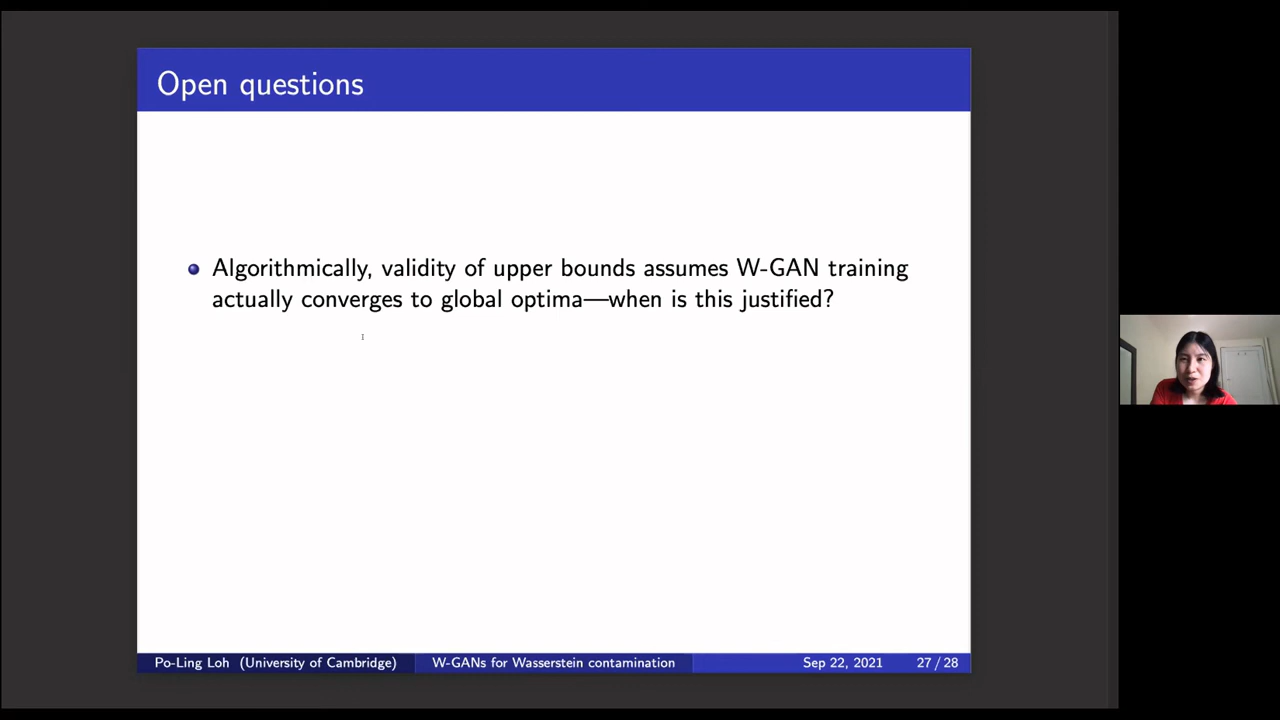 Open questions
Algorithmically, validity of upper bounds assumes W-GAN training
actually converges to global optima—when is this justified?
Po-Ling Loh (University of Cambridge) W-GANs for Wasserstein contamination Sep 22, 2021 27 / 28